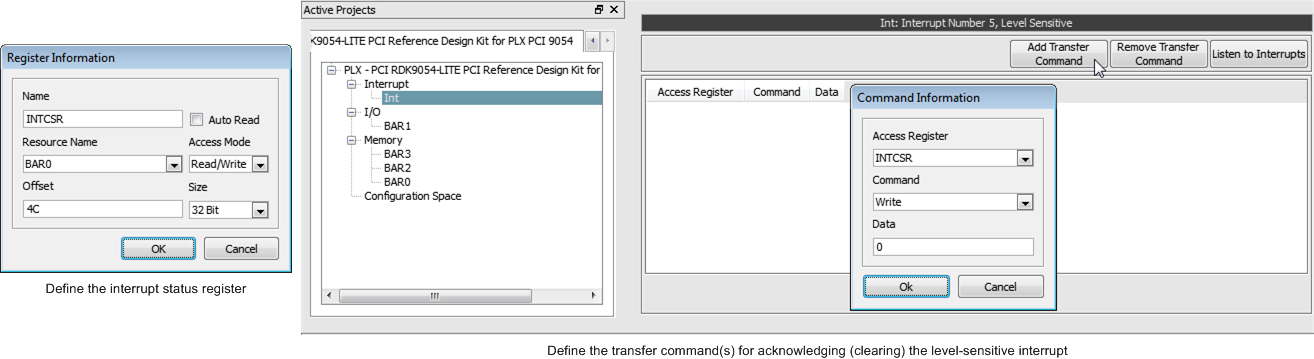 Register Information
Name
INTCSR
Auto Read
Resource Name
Access Mode
BAR0
Read/Write
Offset
Size
4C
32 Bit
OK
Cancel
Define the interrupt status register
Active Projects
K9054-LITE PCI Reference Design Kit for PLX PCI 9054
PLX - PCI RDK9054-LITE PCI Reference Design Kit for
Interrupt
Int
I/O
BAR1
Memory
BAR3
BAR2
BAR0
Configuration Space
Int: Interrupt Number 5, Level Sensitive
Add Transfer
Command
Remove Transfer
Command
Listen to Interrupts
Access Register
Command
Data
Command Information
Access Register
INTCSR
Command
Write
Data
0
Ok
Cancel
Define the transfer command(s) for acknowledging (clearing) the level-sensitive interrupt